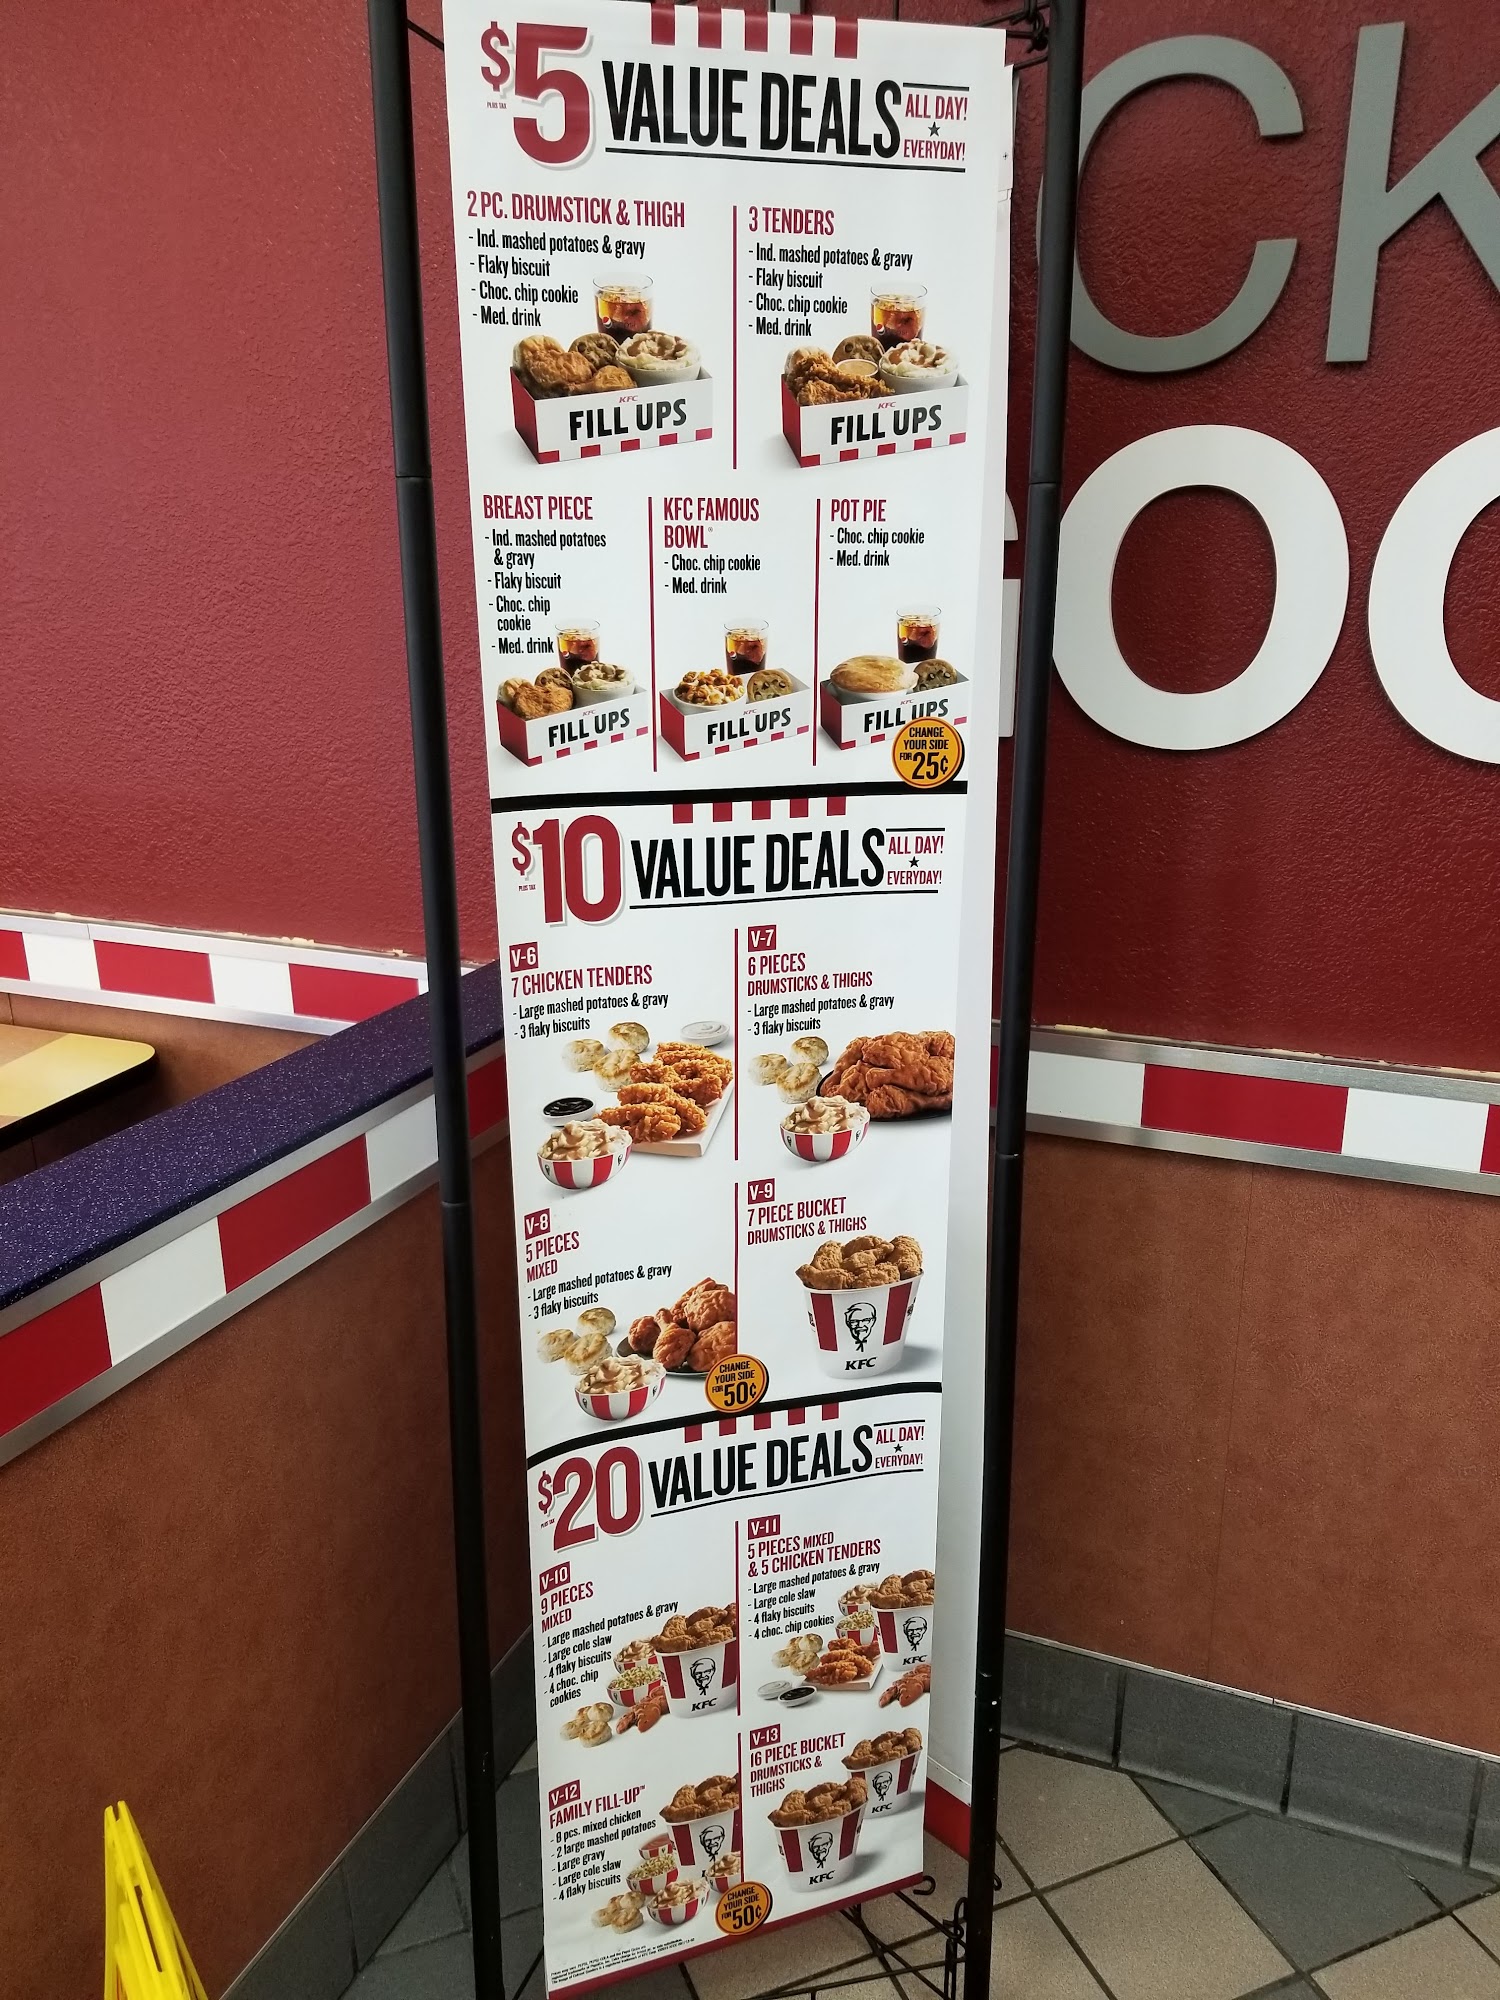 $5 VALUE DEALS ALL DAY! ★ EVERYDAY!
PLUS TAX
2 PC. DRUMSTICK & THIGH
- Ind. mashed potatoes & gravy
- Flaky biscuit
- Choc. chip cookie
- Med. drink
KFC
FILL UPS
3 TENDERS
- Ind. mashed potatoes & gravy
- Flaky biscuit
- Choc. chip cookie
- Med. drink
KFC
FILL UPS
BREAST PIECE
- Ind. mashed potatoes
& gravy
- Flaky biscuit
- Choc. chip
cookie
- Med. drink
KFC
FILL UPS
KFC FAMOUS
BOWL®
- Choc. chip cookie
- Med. drink
KFC
FILL UPS
POT PIE
- Choc. chip cookie
- Med. drink
KFC
FILL UPS
CHANGE
YOUR SIDE
FOR 25¢
$10 VALUE DEALS ALL DAY! ★ EVERYDAY!
PLUS TAX
V-6
7 CHICKEN TENDERS
- Large mashed potatoes & gravy
- 3 flaky biscuits
V-7
6 PIECES
DRUMSTICKS & THIGHS
- Large mashed potatoes & gravy
- 3 flaky biscuits
V-8
5 PIECES
MIXED
- Large mashed potatoes & gravy
- 3 flaky biscuits
CHANGE
YOUR SIDE
FOR 50¢
V-9
7 PIECE BUCKET
DRUMSTICKS & THIGHS
KFC
$20 VALUE DEALS ALL DAY! ★ EVERYDAY!
PLUS TAX
V-10
9 PIECES
MIXED
- Large mashed potatoes & gravy
- Large cole slaw
- 4 flaky biscuits
- 4 choc. chip
cookies
KFC
V-11
5 PIECES MIXED
& 5 CHICKEN TENDERS
- Large mashed potatoes & gravy
- Large cole slaw
- 4 flaky biscuits
- 4 choc. chip cookies
KFC
V-12
FAMILY FILL-UP™
- 8 pcs. mixed chicken
- 2 large mashed potatoes
- Large gravy
- Large cole slaw
- 4 flaky biscuits
CHANGE
YOUR SIDE
FOR 50¢
V-13
16 PIECE BUCKET
DRUMSTICKS &
THIGHS
KFC
KFC
CK